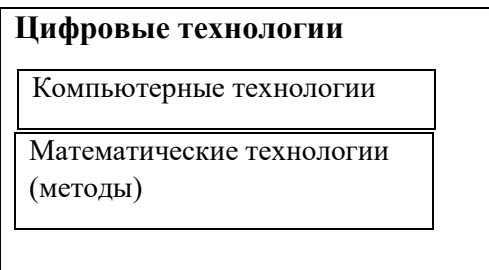 Цифровые технологии
Компьютерные технологии
Математические технологии
(методы)